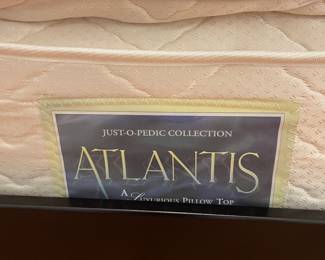 JUST-O-PEDIC COLLECTION
ATLANTIS
A LUXURIOUS PILLOW TOP